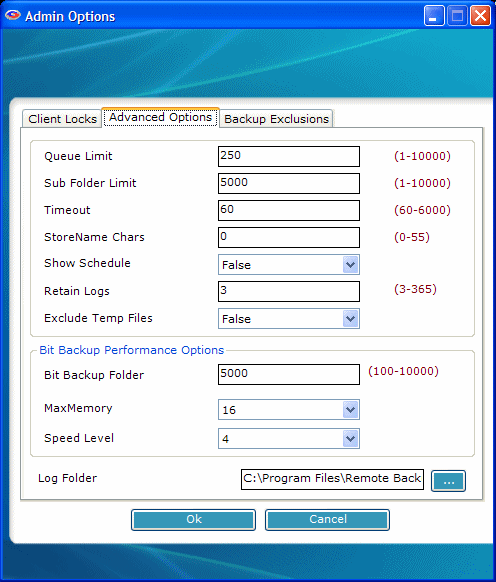 Admin Options
Client Locks Advanced Options Backup Exclusions
Queue Limit 250 (1-10000)
Sub Folder Limit 5000 (1-10000)
Timeout 60 (60-6000)
StoreName Chars 0 (0-55)
Show Schedule False
Retain Logs 3 (3-365)
Exclude Temp Files False
Bit Backup Performance Options
Bit Backup Folder 5000 (100-10000)
MaxMemory 16
Speed Level 4
Log Folder C:\Program Files\Remote Back ...
Ok Cancel